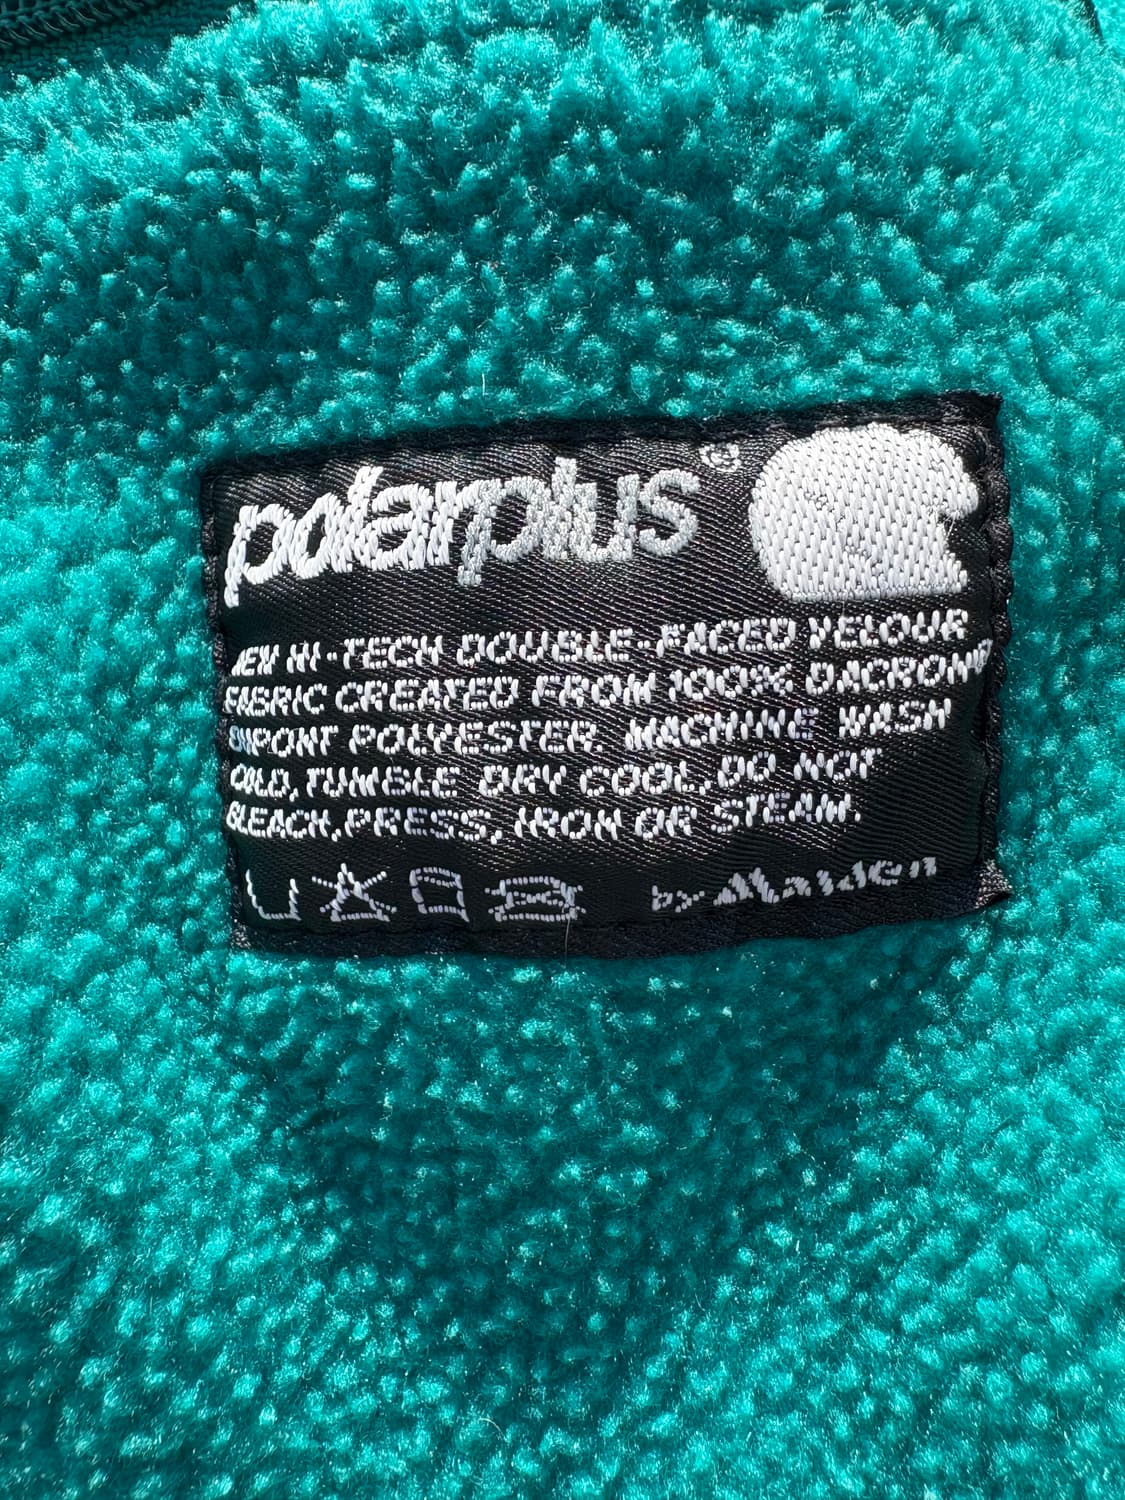 polarplus®
NEW HI-TECH DOUBLE-FACED VELOUR
FABRIC CREATED FROM 100% DACRON
DUPONT POLYESTER. MACHINE WASH
COLD, TUMBLE DRY COOL, DO NOT
BLEACH, PRESS, IRON OR STEAM.
by Malden